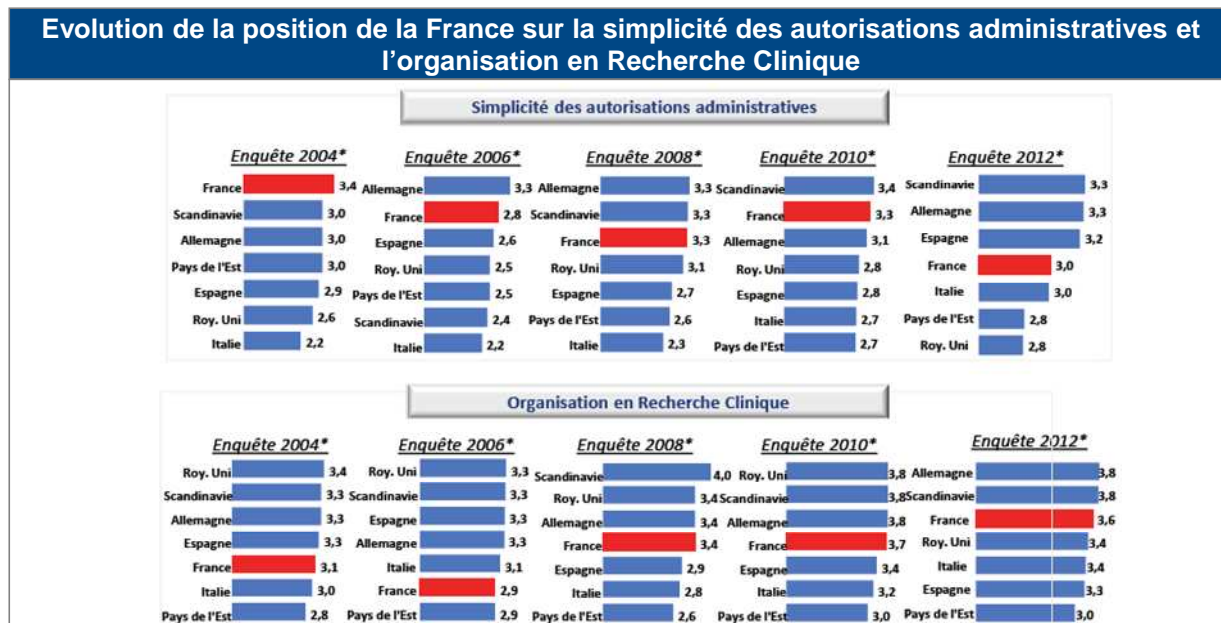 Evolution de la position de la France sur la simplicité des autorisations administratives et
l'organisation en Recherche Clinique
Simplicité des autorisations administratives
Enquête 2004*
France 3,4
Scandinavie 3,0
Allemagne 3,0
Pays de l'Est 3,0
Espagne 2,9
Roy. Uni 2,6
Italie 2,2
Enquête 2006*
Allemagne 3,3
France 2,8
Espagne 2,6
Roy. Uni 2,5
Pays de l'Est 2,5
Scandinavie 2,4
Italie 2,2
Enquête 2008*
Allemagne 3,3
Scandinavie 3,3
France 3,3
Roy. Uni 3,1
Espagne 2,7
Pays de l'Est 2,6
Italie 2,3
Enquête 2010*
Scandinavie 3,4
France 3,3
Allemagne 3,1
Roy. Uni 2,8
Espagne 2,8
Italie 2,7
Pays de l'Est 2,7
Enquête 2012*
Scandinavie 3,3
Allemagne 3,3
Espagne 3,2
France 3,0
Italie 3,0
Pays de l'Est 2,8
Roy. Uni 2,8
Organisation en Recherche Clinique
Enquête 2004*
Roy. Uni 3,4
Scandinavie 3,3
Allemagne 3,3
Espagne 3,3
France 3,1
Italie 3,0
Pays de l'Est 2,8
Enquête 2006*
Roy. Uni 3,3
Scandinavie 3,3
Espagne 3,3
Allemagne 3,3
Italie 3,1
France 2,9
Pays de l'Est 2,9
Enquête 2008*
Scandinavie 4,0
Roy. Uni 3,4
Allemagne 3,4
France 3,4
Espagne 2,9
Italie 2,8
Pays de l'Est 2,6
Enquête 2010*
Roy. Uni 3,8
Scandinavie 3,8
Allemagne 3,8
France 3,7
Espagne 3,4
Italie 3,2
Pays de l'Est 3,0
Enquête 2012*
Allemagne 3,8
Scandinavie 3,8
France 3,6
Roy. Uni 3,4
Italie 3,4
Espagne 3,3
Pays de l'Est 3,0